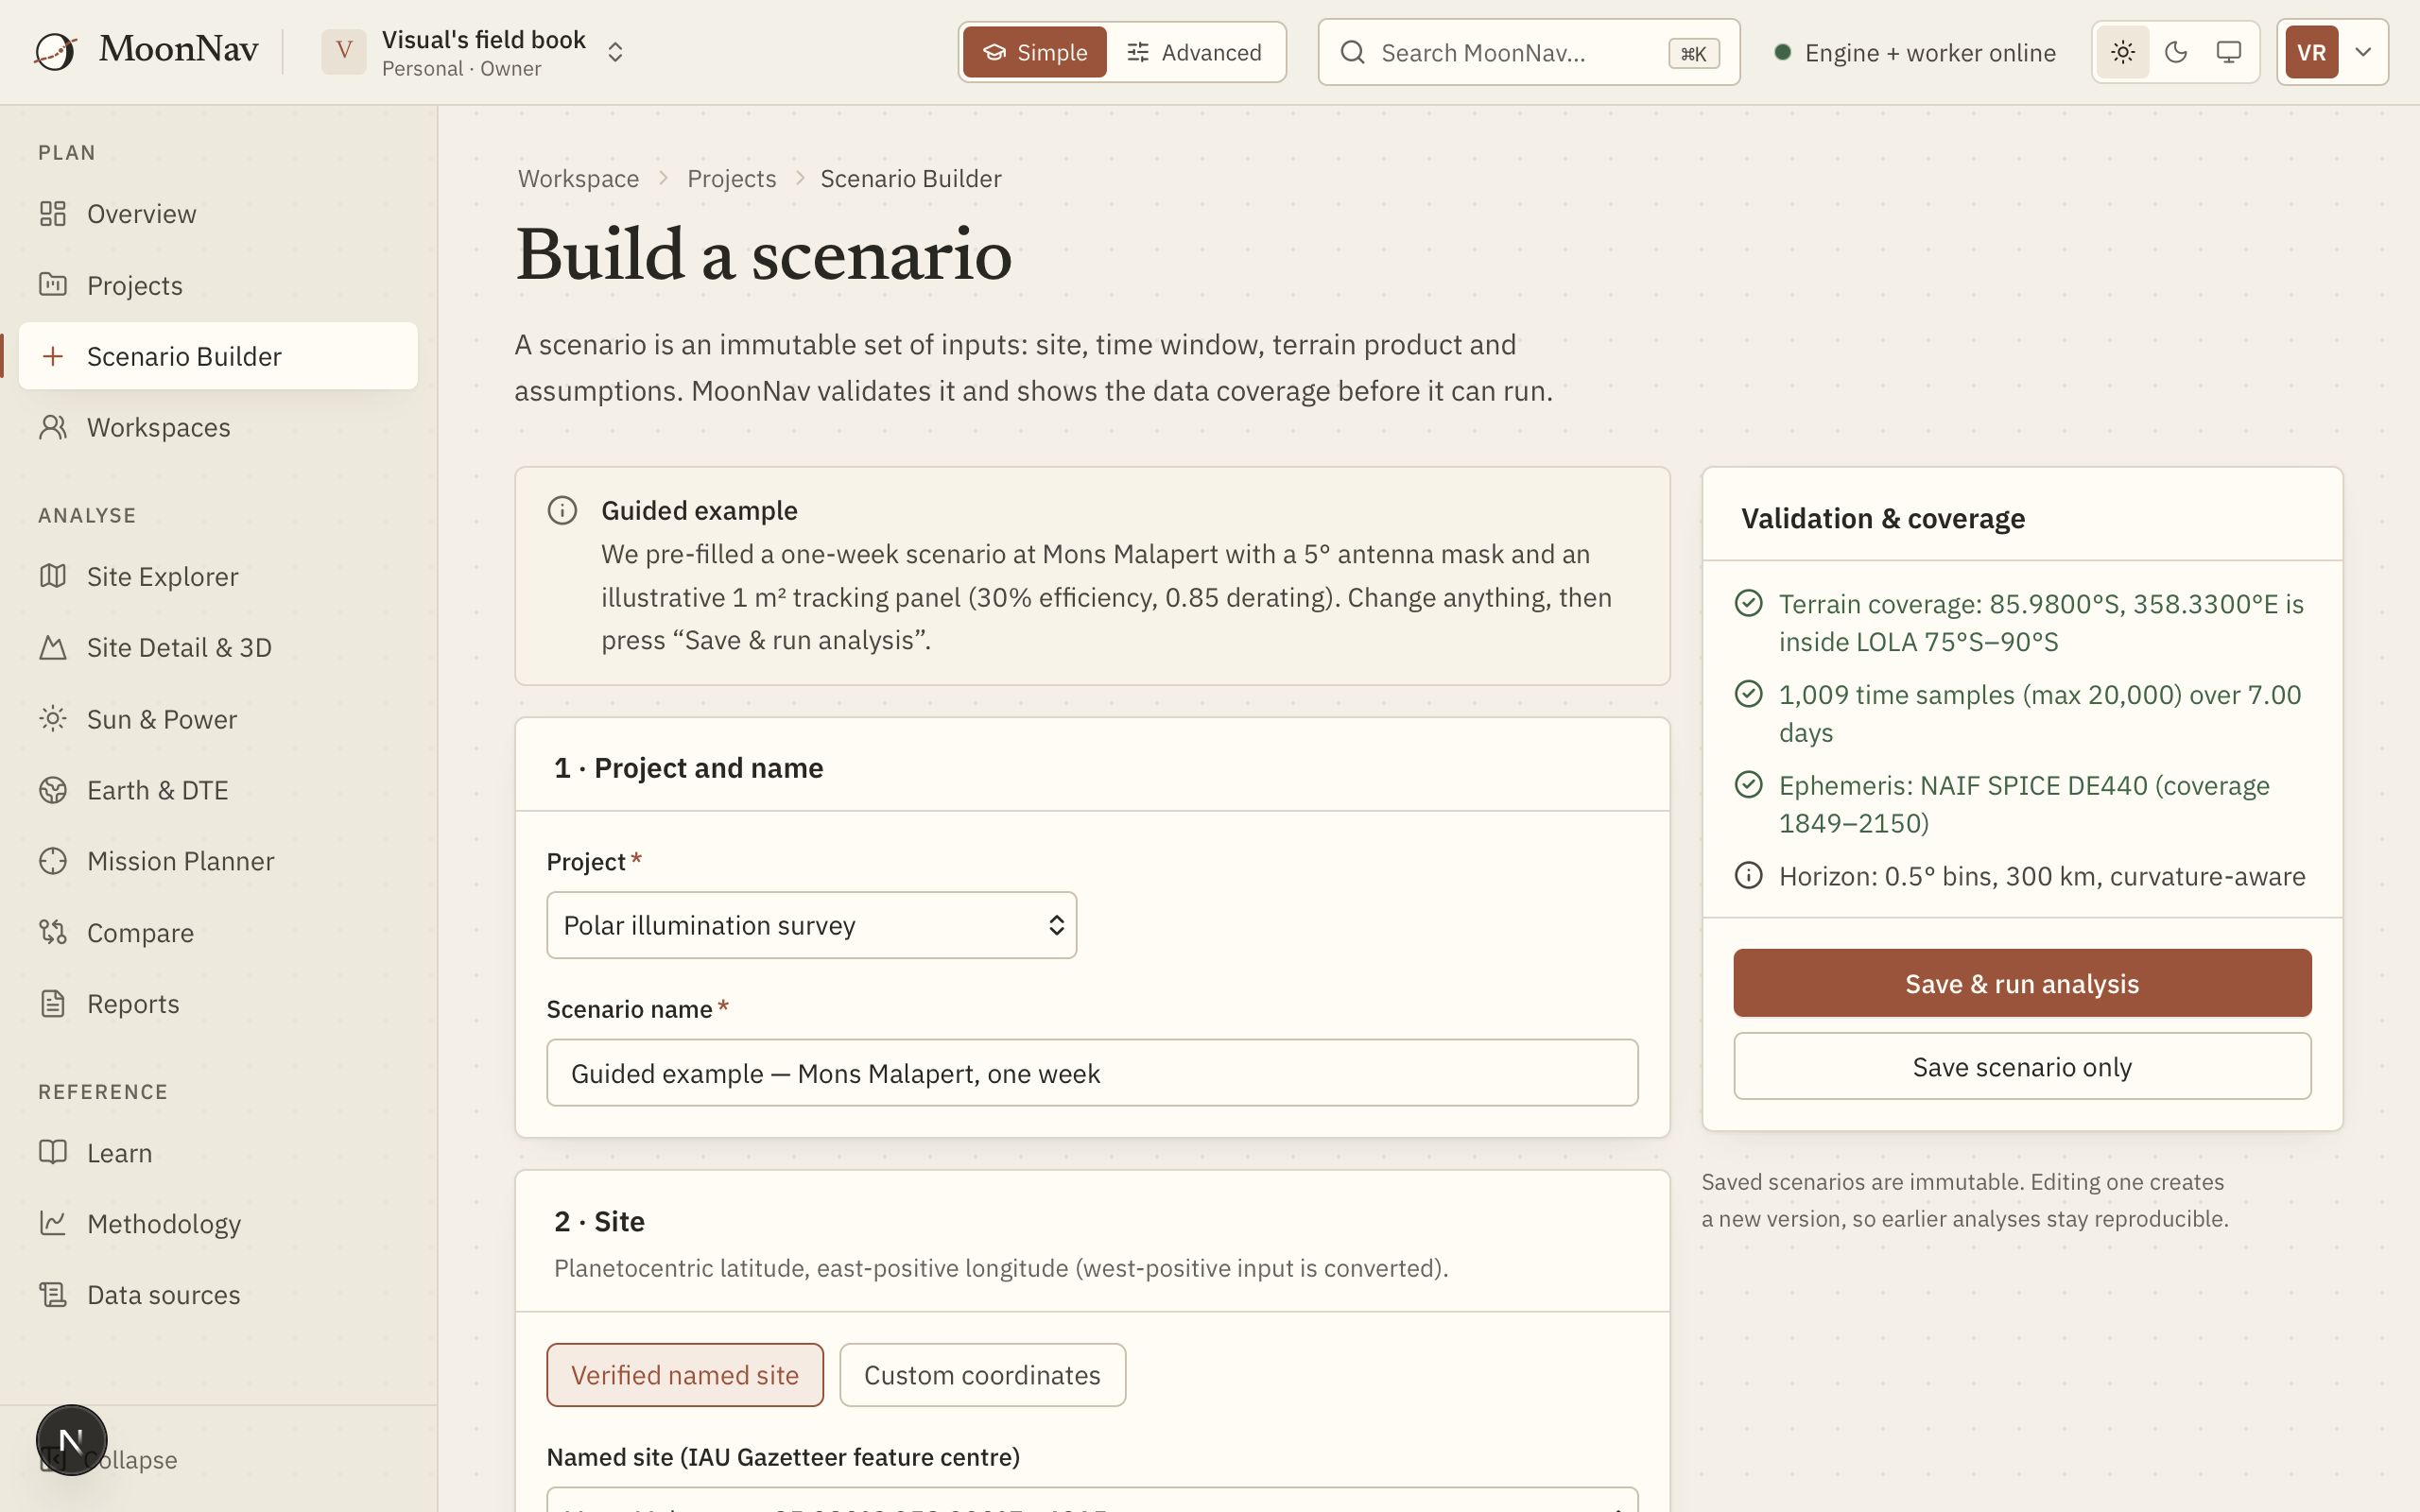 MoonNav
V
Visual's field book
Personal · Owner
Simple
Advanced
Search MoonNav...
⌘K
Engine + worker online
VR
PLAN
Overview
Projects
Scenario Builder
Workspaces
ANALYSE
Site Explorer
Site Detail & 3D
Sun & Power
Earth & DTE
Mission Planner
Compare
Reports
REFERENCE
Learn
Methodology
Data sources
N
Collapse
Workspace
Projects
Scenario Builder
Build a scenario
A scenario is an immutable set of inputs: site, time window, terrain product and
assumptions. MoonNav validates it and shows the data coverage before it can run.
Guided example
We pre-filled a one-week scenario at Mons Malapert with a 5° antenna mask and an
illustrative 1 m² tracking panel (30% efficiency, 0.85 derating). Change anything, then
press “Save & run analysis”.
1 · Project and name
Project *
Polar illumination survey
Scenario name *
Guided example — Mons Malapert, one week
2 · Site
Planetocentric latitude, east-positive longitude (west-positive input is converted).
Verified named site
Custom coordinates
Named site (IAU Gazetteer feature centre)
Validation & coverage
Terrain coverage: 85.9800°S, 358.3300°E is
inside LOLA 75°S–90°S
1,009 time samples (max 20,000) over 7.00
days
Ephemeris: NAIF SPICE DE440 (coverage
1849–2150)
Horizon: 0.5° bins, 300 km, curvature-aware
Save & run analysis
Save scenario only
Saved scenarios are immutable. Editing one creates
a new version, so earlier analyses stay reproducible.